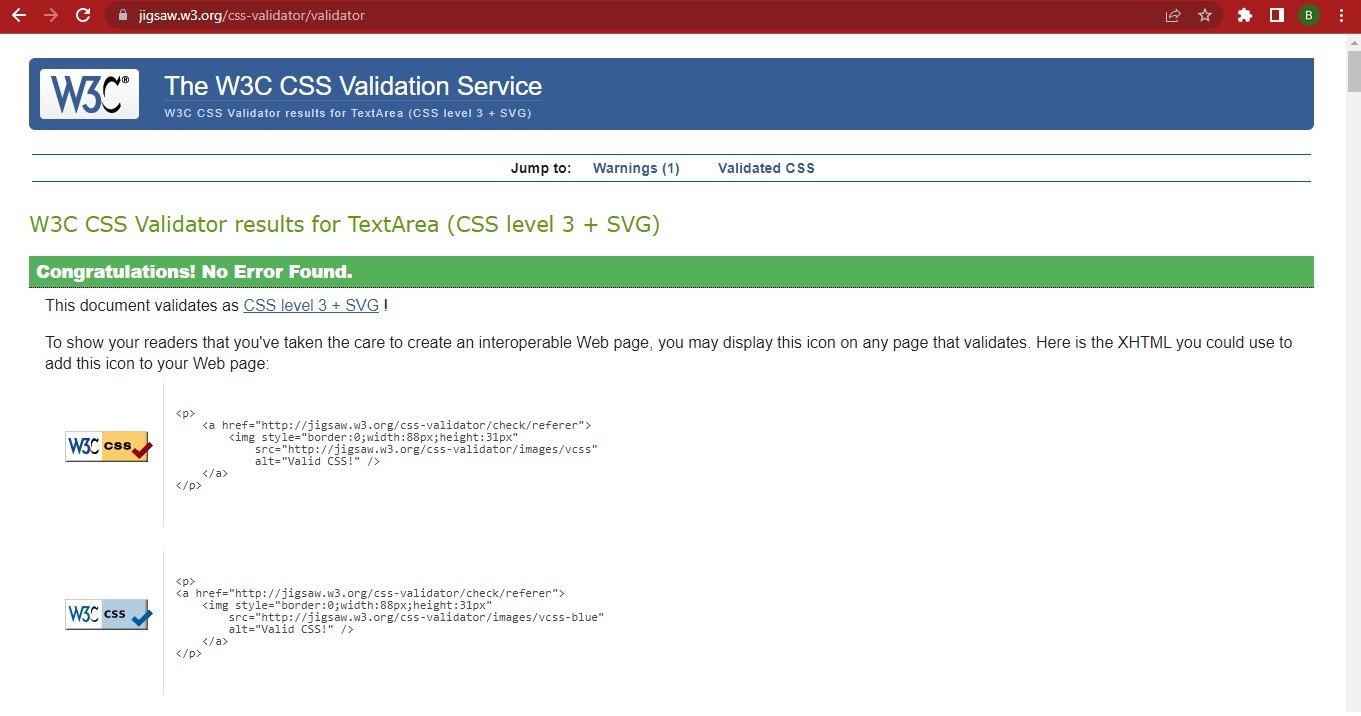 jigsaw.w3.org/css-validator/validator
B
W3C®
The W3C CSS Validation Service
W3C CSS Validator results for TextArea (CSS level 3 + SVG)
Jump to: Warnings (1) Validated CSS
W3C CSS Validator results for TextArea (CSS level 3 + SVG)
Congratulations! No Error Found.
This document validates as CSS level 3 + SVG !
To show your readers that you've taken the care to create an interoperable Web page, you may display this icon on any page that validates. Here is the XHTML you could use to
add this icon to your Web page:
W3C css
<p>
    <a href="http://jigsaw.w3.org/css-validator/check/referer">
        <img style="border:0;width:88px;height:31px"
            src="http://jigsaw.w3.org/css-validator/images/vcss"
            alt="Valid CSS!" />
    </a>
</p>
W3C css
<p>
<a href="http://jigsaw.w3.org/css-validator/check/referer">
    <img style="border:0;width:88px;height:31px"
        src="http://jigsaw.w3.org/css-validator/images/vcss-blue"
        alt="Valid CSS!" />
    </a>
</p>